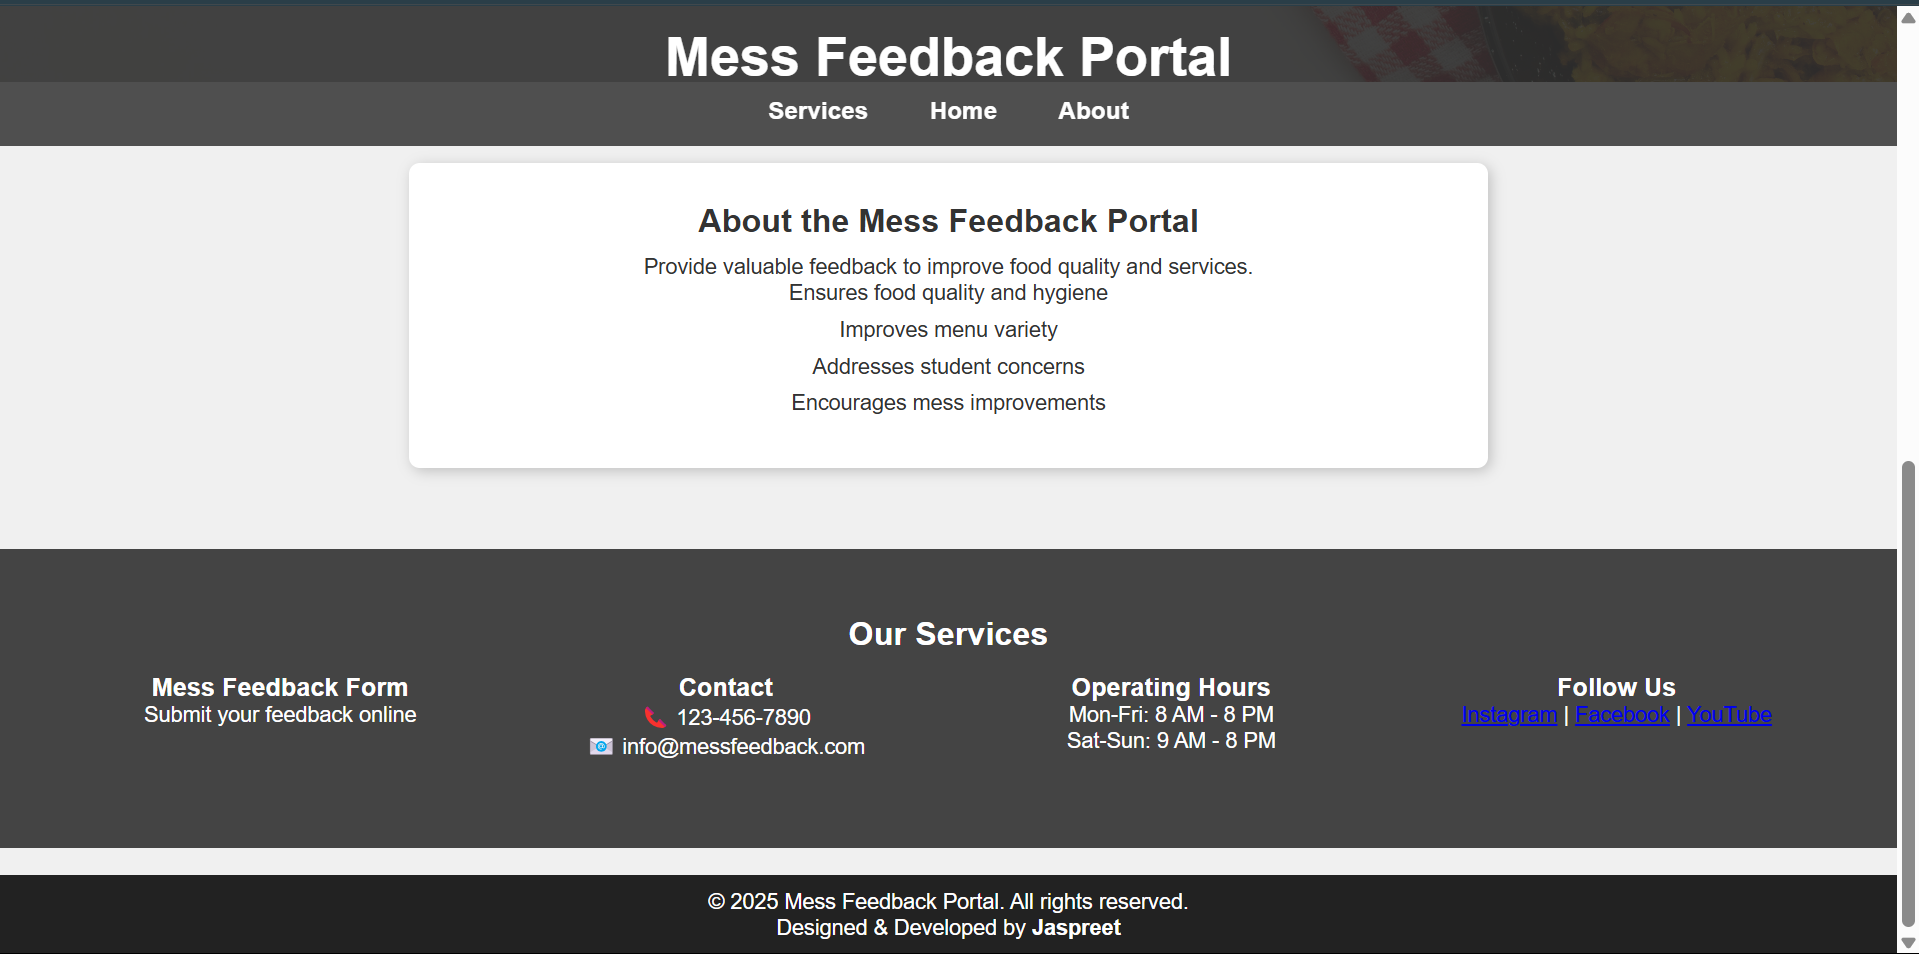 Mess Feedback Portal
Services Home About
About the Mess Feedback Portal
Provide valuable feedback to improve food quality and services.
Ensures food quality and hygiene
Improves menu variety
Addresses student concerns
Encourages mess improvements
Our Services
Mess Feedback Form
Submit your feedback online
Contact
📞 123-456-7890
📧 info@messfeedback.com
Operating Hours
Mon-Fri: 8 AM - 8 PM
Sat-Sun: 9 AM - 8 PM
Follow Us
Instagram | Facebook | YouTube
© 2025 Mess Feedback Portal. All rights reserved.
Designed & Developed by Jaspreet